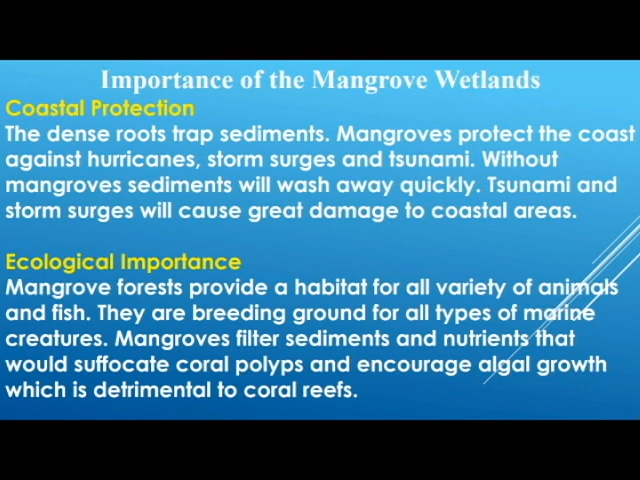 Importance of the Mangrove Wetlands
Coastal Protection
The dense roots trap sediments. Mangroves protect the coast
against hurricanes, storm surges and tsunami. Without
mangroves sediments will wash away quickly. Tsunami and
storm surges will cause great damage to coastal areas.
Ecological Importance
Mangrove forests provide a habitat for all variety of animals
and fish. They are breeding ground for all types of marine
creatures. Mangroves filter sediments and nutrients that
would suffocate coral polyps and encourage algal growth
which is detrimental to coral reefs.